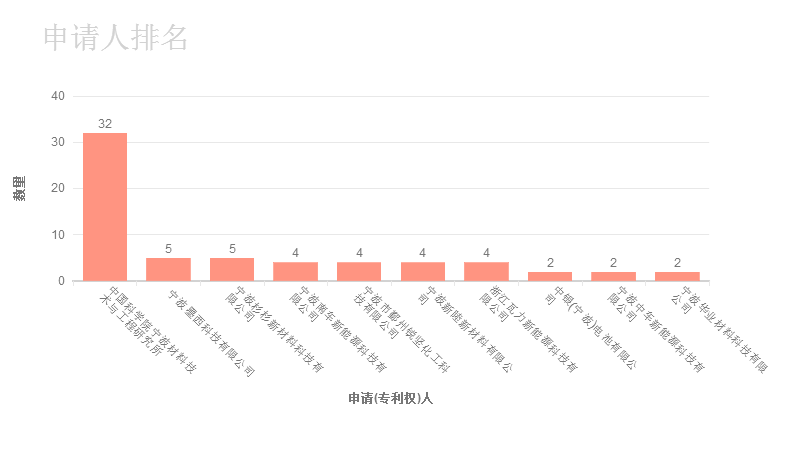 申请人排名
数量
40
30
20
10
0
32
5
5
4
4
4
4
2
2
2
中国科学院宁波材料技
术与工程研究所
宁波墨西科技有限公司
宁波杉杉新材料科技有
限公司
宁波南车新能源科技有
限公司
宁波市鄞州锐坚化工科
技有限公司
宁波新陵新材料有限公
司
浙江瓦力新能源科技有
限公司
中银(宁波)电池有限公
司
宁波中车新能源科技有
限公司
宁波华业材料科技有限
公司
申请(专利权)人